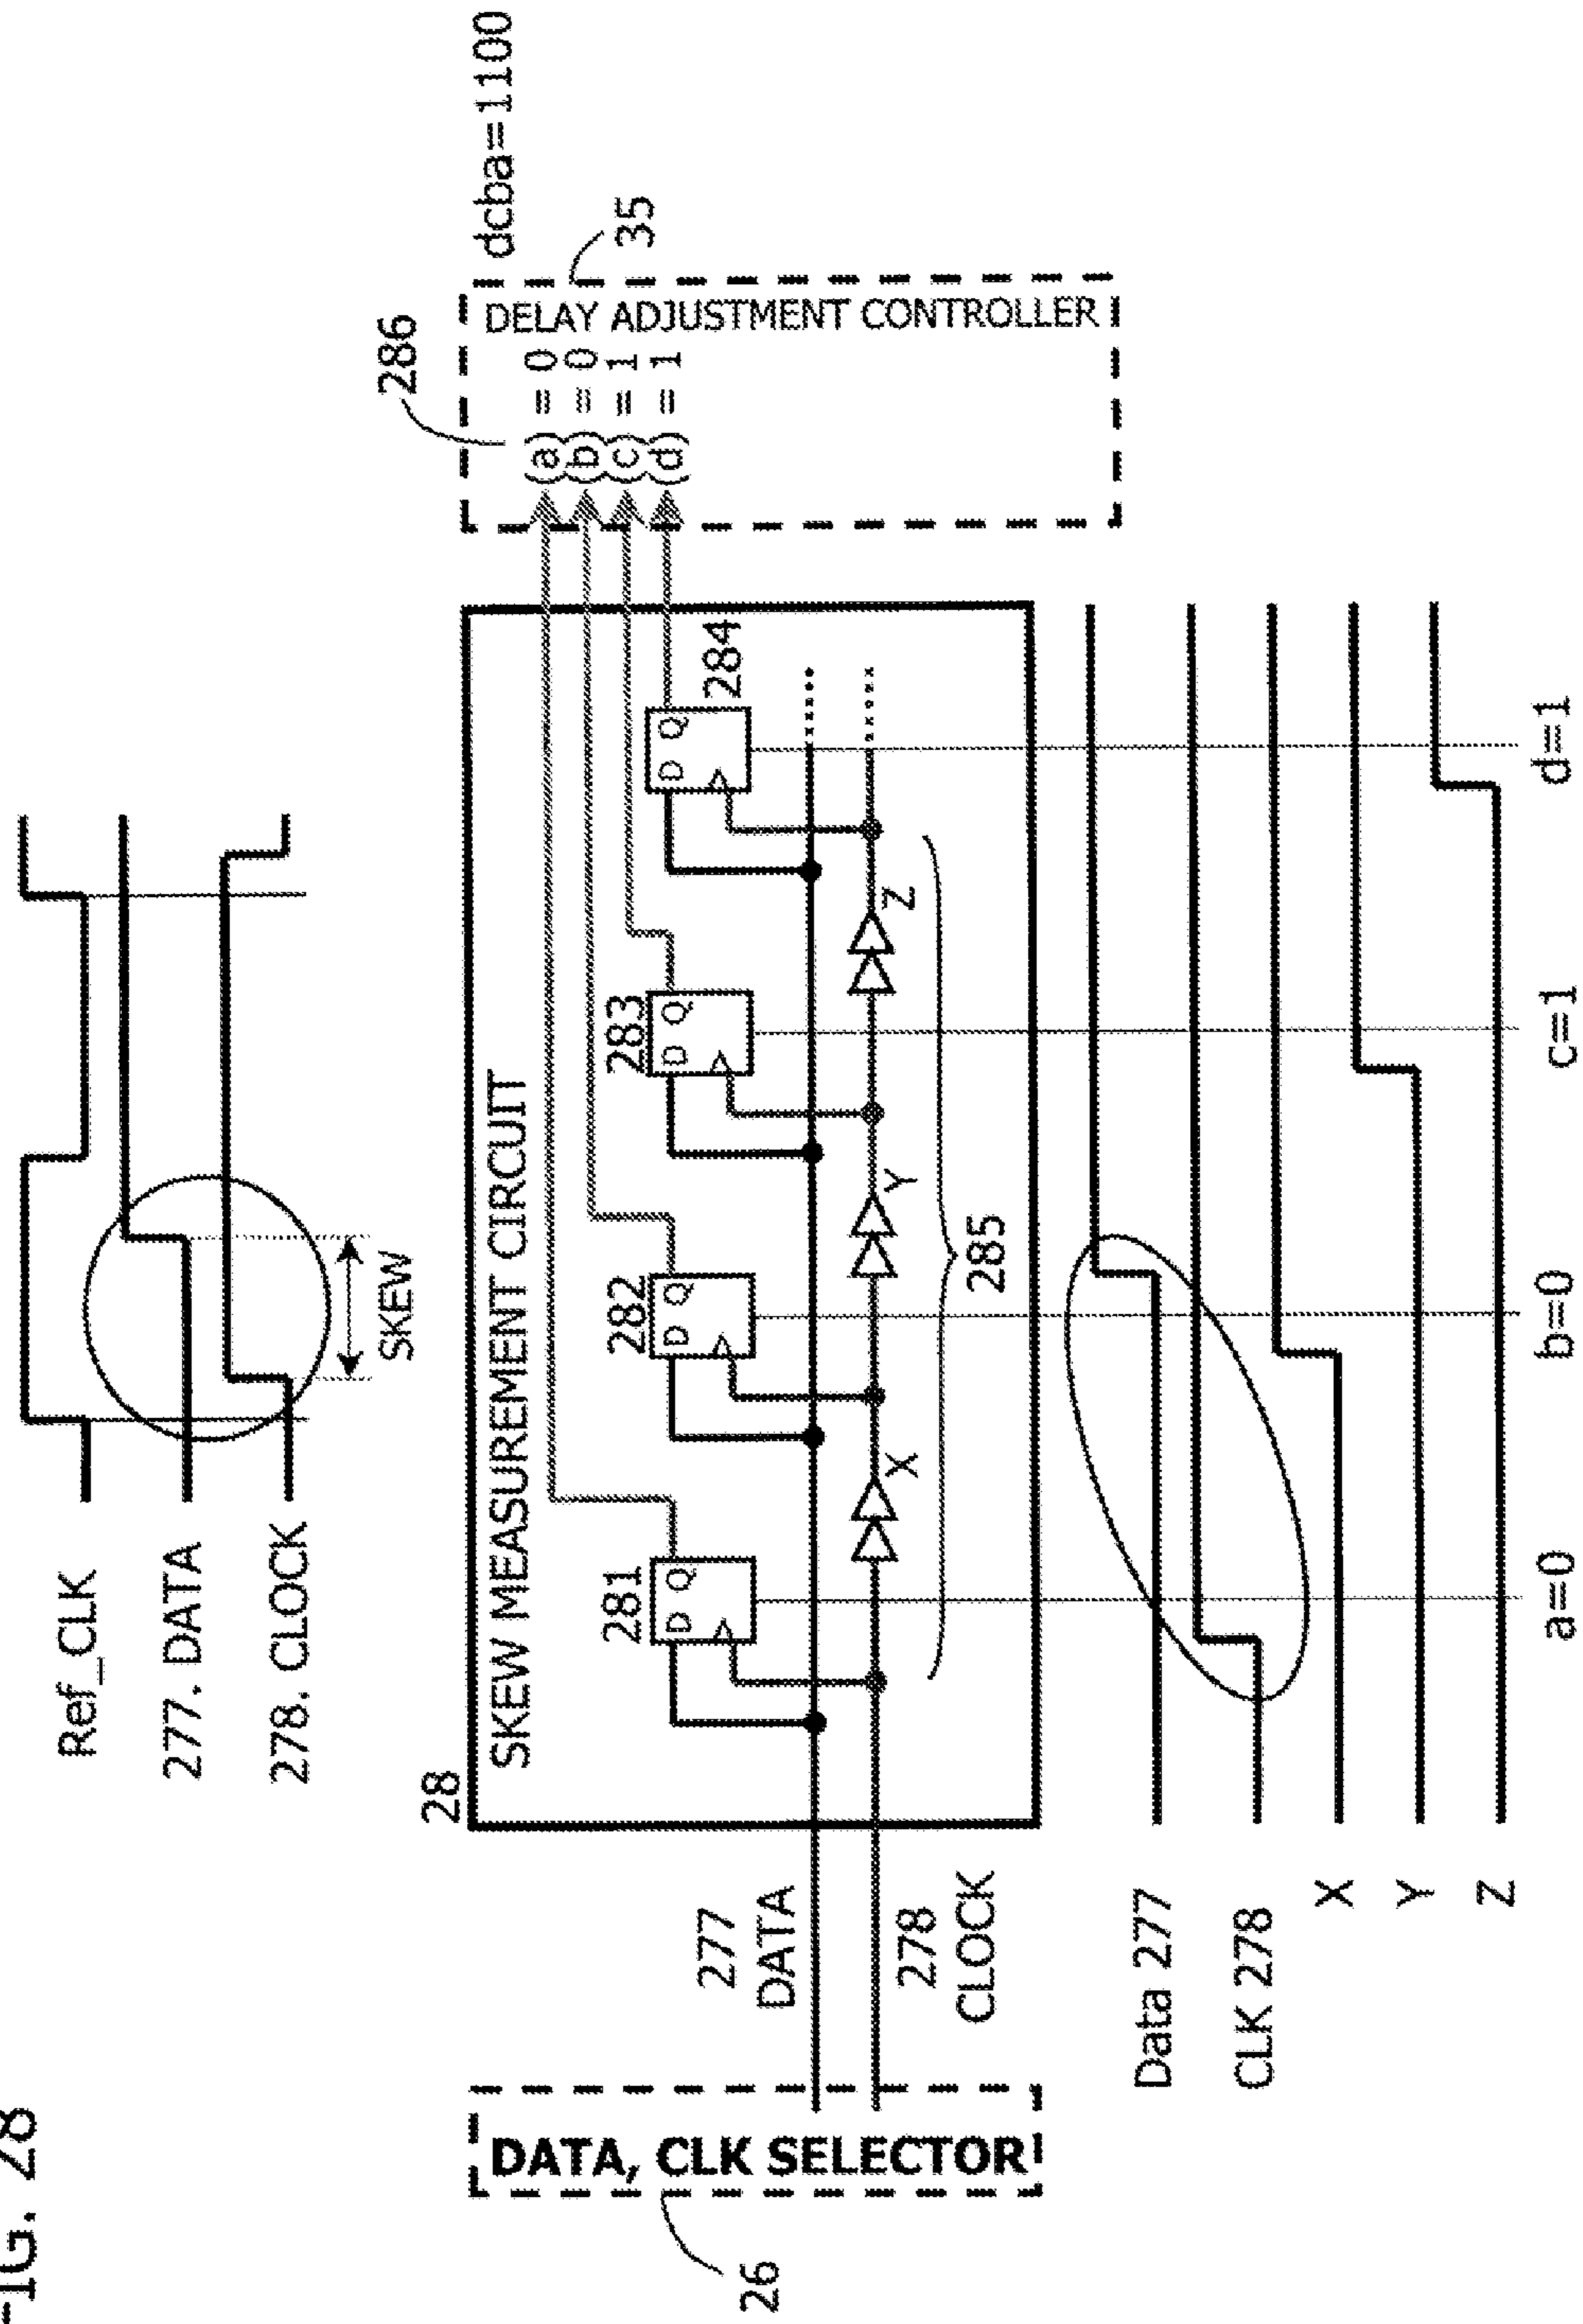 FIG. 28
Ref_CLK
277. DATA
278. CLOCK
SKEW
28
SKEW MEASUREMENT CIRCUIT
281
D Q
282
D Q
283
D Q
284
D Q
X
Y
Z
285
286
(a) = 0
(b) = 0
(c) = 1
(d) = 1
DELAY ADJUSTMENT CONTROLLER
35
dcba=1100
277
DATA
278
CLOCK
DATA, CLK SELECTOR
26
Data 277
CLK 278
X
Y
Z
a=0
b=0
c=1
d=1